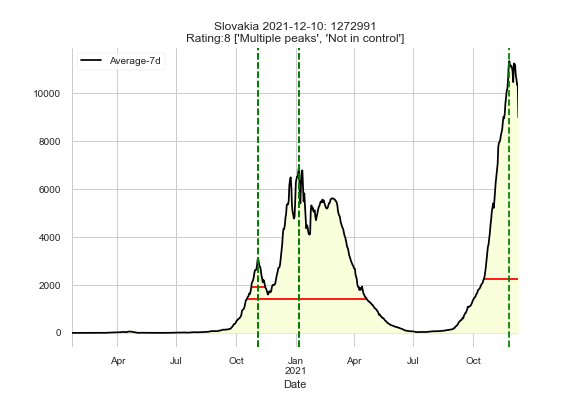 Slovakia 2021-12-10: 1272991
Rating:8 ['Multiple peaks', 'Not in control']
Average-7d
10000
8000
6000
4000
2000
0
Apr
Jul
Oct
Jan
2021
Apr
Jul
Oct
Date